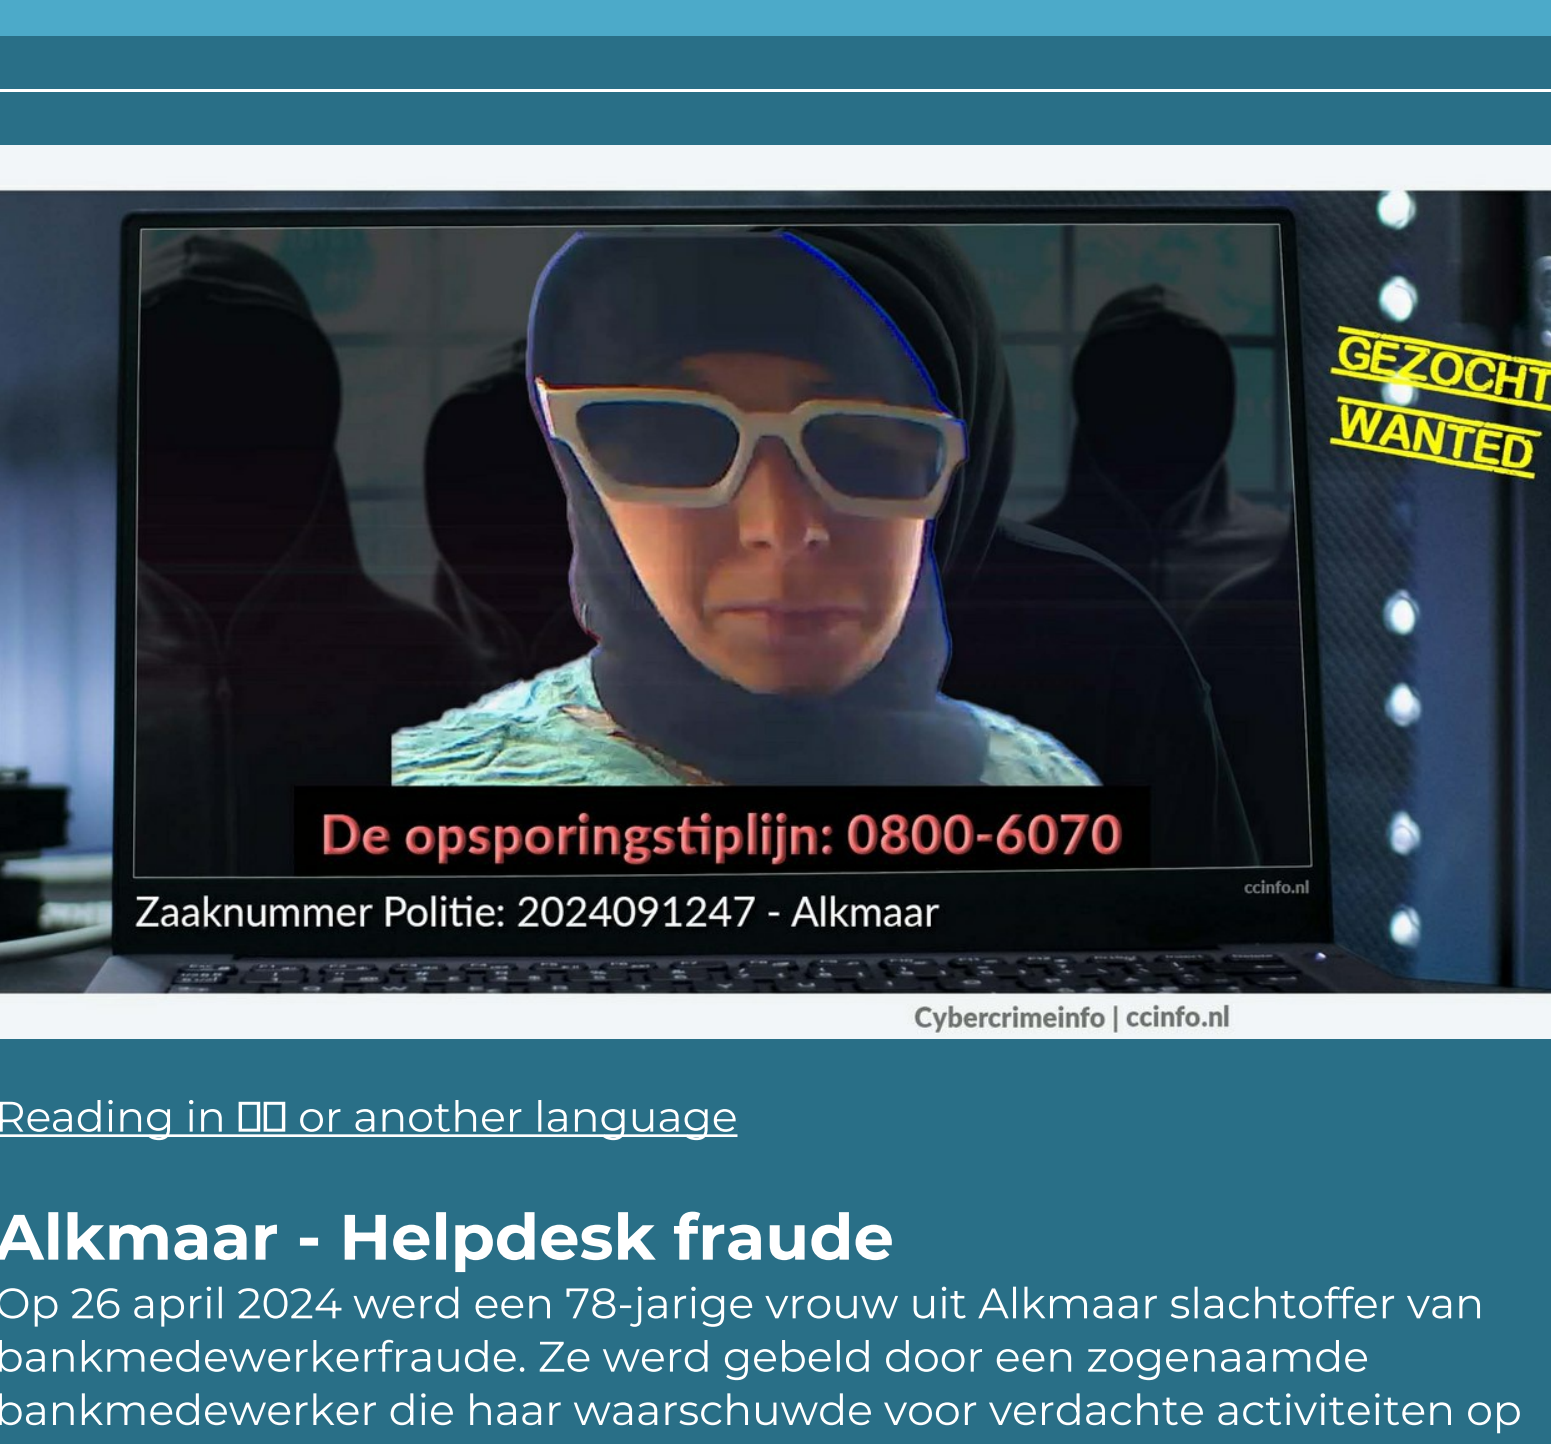 GEZOCHT
WANTED
De opsporingstiplijn: 0800-6070
ccinfo.nl
Zaaknummer Politie: 2024091247 - Alkmaar
Cybercrimeinfo | ccinfo.nl
Reading in or another language
Alkmaar - Helpdesk fraude
Op 26 april 2024 werd een 78-jarige vrouw uit Alkmaar slachtoffer van
bankmedewerkerfraude. Ze werd gebeld door een zogenaamde
bankmedewerker die haar waarschuwde voor verdachte activiteiten op